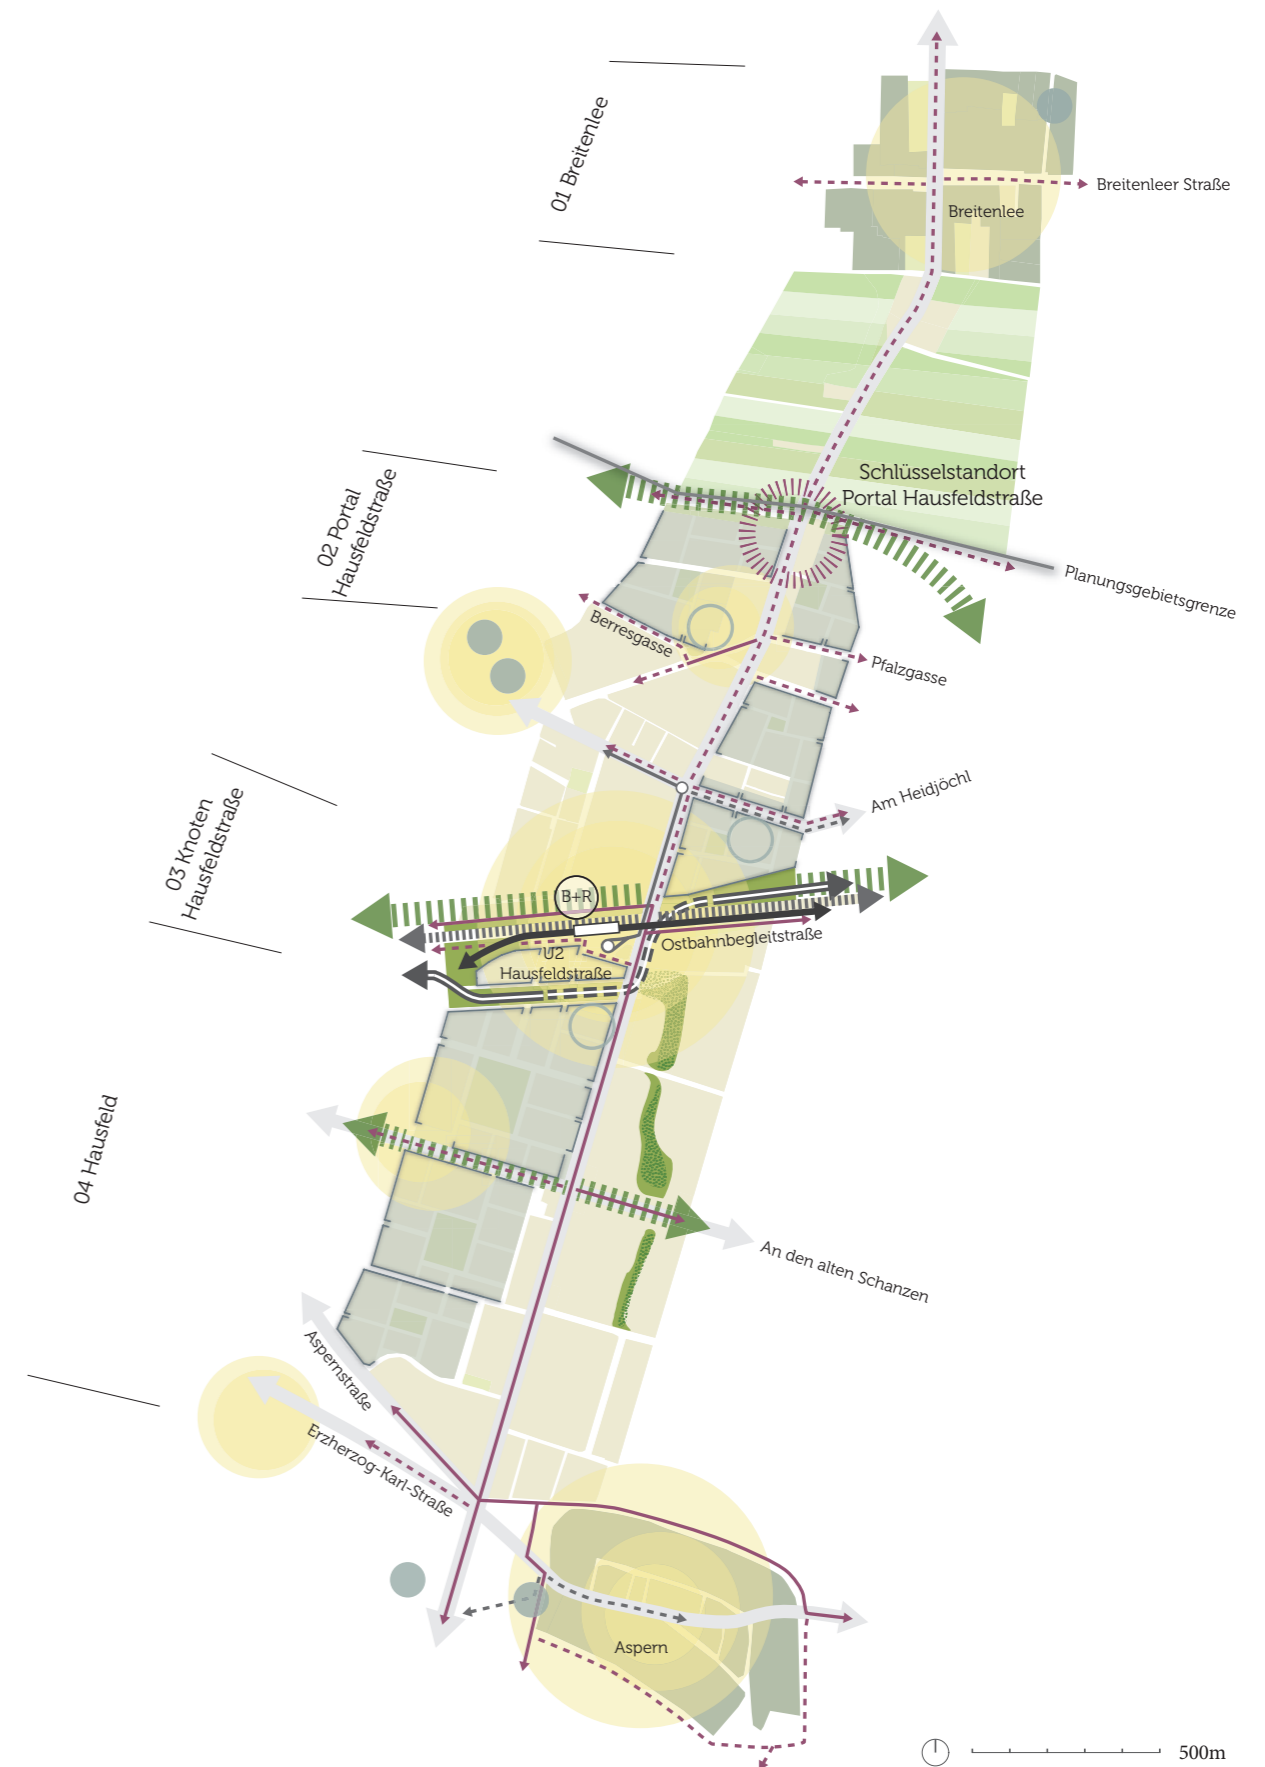 01 Breitenlee
Breitenleer Straße
Breitenlee
Schlüsselstandort
Portal Hausfeldstraße
02 Portal
Hausfeldstraße
Planungsgebietsgrenze
Berresgasse
Pfalzgasse
Am Heidjöchl
03 Knoten
Hausfeldstraße
B+R
Ostbahnbegleitstraße
U2
Hausfeldstraße
04 Hausfeld
An den alten Schanzen
Aspernstraße
Erzherzog-Karl-Straße
Aspern
500m